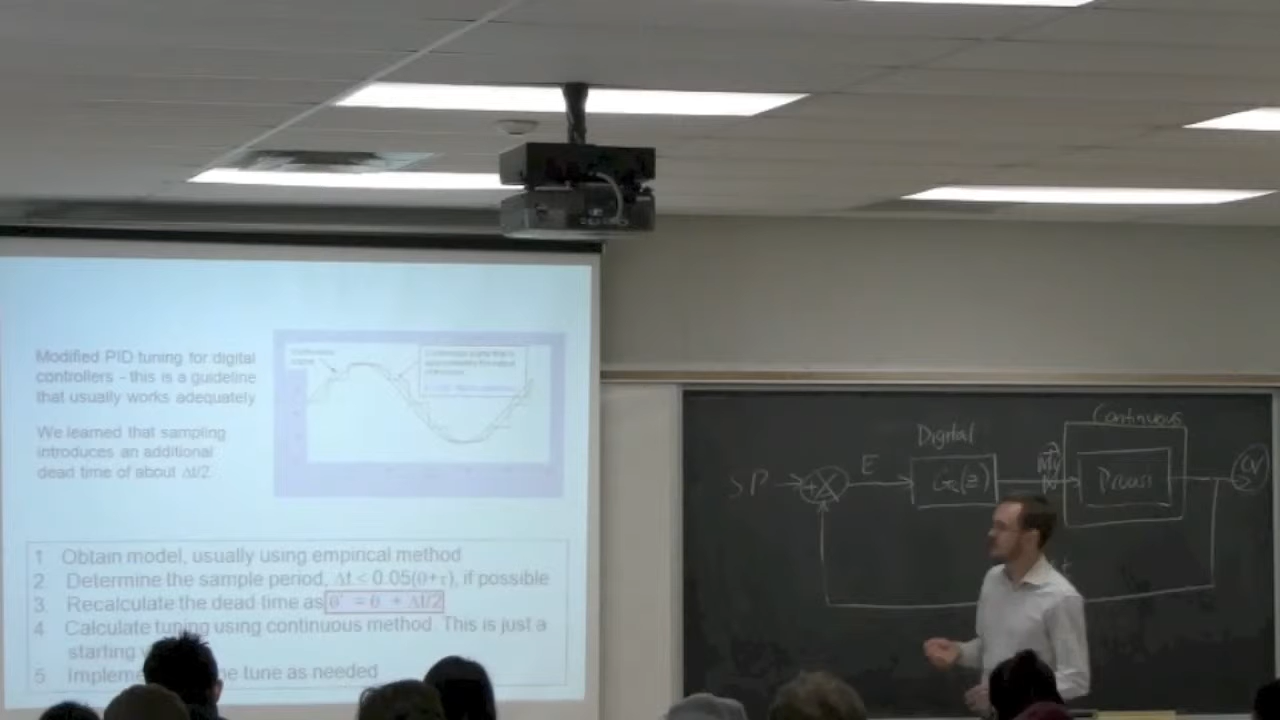 Modified PID tuning for digital
controllers - this is a guideline
that usually works adequately
We learned that sampling
introduces an additional
dead time of about Δt/2.
1 Obtain model, usually using empirical method
2 Determine the sample period, Δt < 0.05(θ+τ), if possible
3 Recalculate the dead time as θ' = θ + Δt/2
4 Calculate tuning using continuous method. This is just a
starting
5 Impleme ne tune as needed
Continuous
Digital
SP
E
Gc(z)
MV
Process
CV